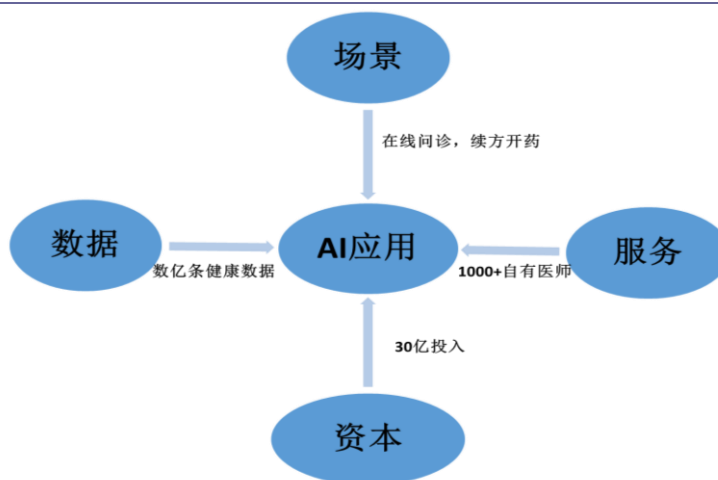 场景
在线问诊，续方开药
数据
AI应用
服务
数亿条健康数据
1000+自有医师
30亿投入
资本